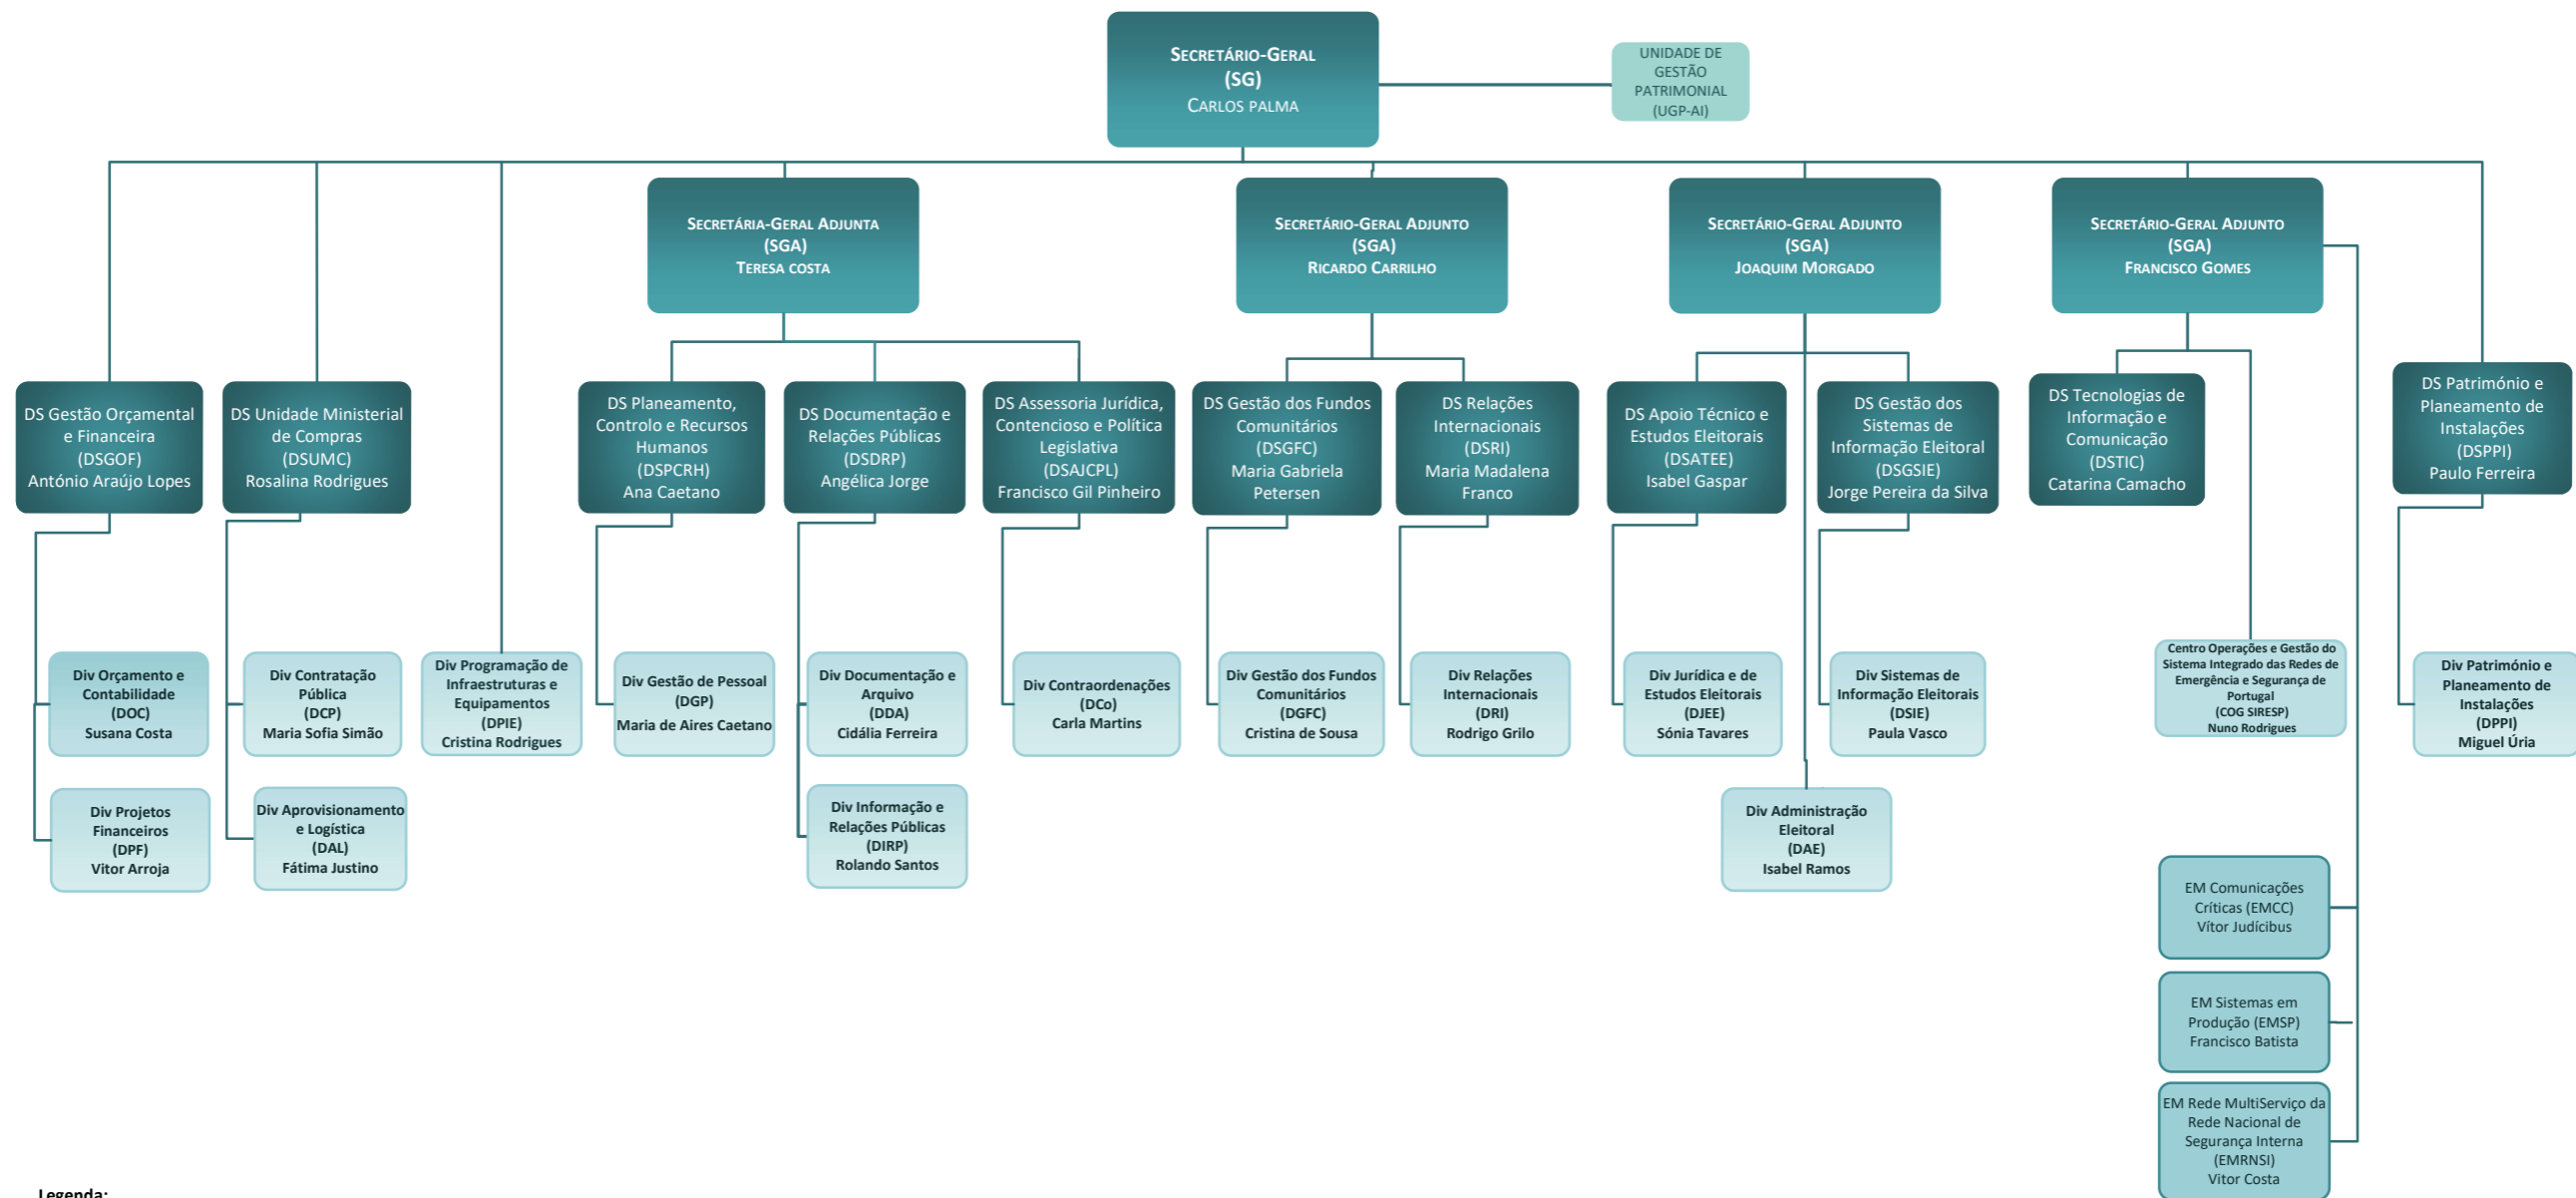 SECRETÁRIO-GERAL
(SG)
CARLOS PALMA
UNIDADE DE
GESTÃO
PATRIMONIAL
(UGP-AI)
SECRETÁRIA-GERAL ADJUNTA
(SGA)
TERESA COSTA
SECRETÁRIO-GERAL ADJUNTO
(SGA)
RICARDO CARRILHO
SECRETÁRIO-GERAL ADJUNTO
(SGA)
JOAQUIM MORGADO
SECRETÁRIO-GERAL ADJUNTO
(SGA)
FRANCISCO GOMES
DS Gestão Orçamental
e Financeira
(DSGOF)
António Araújo Lopes
DS Unidade Ministerial
de Compras
(DSUMC)
Rosalina Rodrigues
DS Planeamento,
Controlo e Recursos
Humanos
(DSPCRH)
Ana Caetano
DS Documentação e
Relações Públicas
(DSDRP)
Angélica Jorge
DS Assessoria Jurídica,
Contencioso e Política
Legislativa
(DSAJCPL)
Francisco Gil Pinheiro
DS Gestão dos Fundos
Comunitários
(DSGFC)
Maria Gabriela
Petersen
DS Relações
Internacionais
(DSRI)
Maria Madalena
Franco
DS Apoio Técnico e
Estudos Eleitorais
(DSATEE)
Isabel Gaspar
DS Gestão dos
Sistemas de
Informação Eleitoral
(DSGSIE)
Jorge Pereira da Silva
DS Tecnologias de
Informação e
Comunicação
(DSTIC)
Catarina Camacho
DS Património e
Planeamento de
Instalações
(DSPPI)
Paulo Ferreira
Div Orçamento e
Contabilidade
(DOC)
Susana Costa
Div Contratação
Pública
(DCP)
Maria Sofia Simão
Div Programação de
Infraestruturas e
Equipamentos
(DPIE)
Cristina Rodrigues
Div Gestão de Pessoal
(DGP)
Maria de Aires Caetano
Div Documentação e
Arquivo
(DDA)
Cidália Ferreira
Div Contraordenações
(DCo)
Carla Martins
Div Gestão dos Fundos
Comunitários
(DGFC)
Cristina de Sousa
Div Relações
Internacionais
(DRI)
Rodrigo Grilo
Div Jurídica e de
Estudos Eleitorais
(DJEE)
Sónia Tavares
Div Sistemas de
Informação Eleitorais
(DSIE)
Paula Vasco
Centro Operações e Gestão do
Sistema Integrado das Redes de
Emergência e Segurança de
Portugal
(COG SIRESP)
Nuno Rodrigues
Div Património e
Planeamento de
Instalações
(DPPI)
Miguel Úria
Div Projetos
Financeiros
(DPF)
Vitor Arroja
Div Aprovisionamento
e Logística
(DAL)
Fátima Justino
Div Informação e
Relações Públicas
(DIRP)
Rolando Santos
Div Administração
Eleitoral
(DAE)
Isabel Ramos
EM Comunicações
Críticas (EMCC)
Vítor Judícibus
EM Sistemas em
Produção (EMSP)
Francisco Batista
EM Rede MultiServiço da
Rede Nacional de
Segurança Interna
(EMRNSI)
Vitor Costa
Legenda: